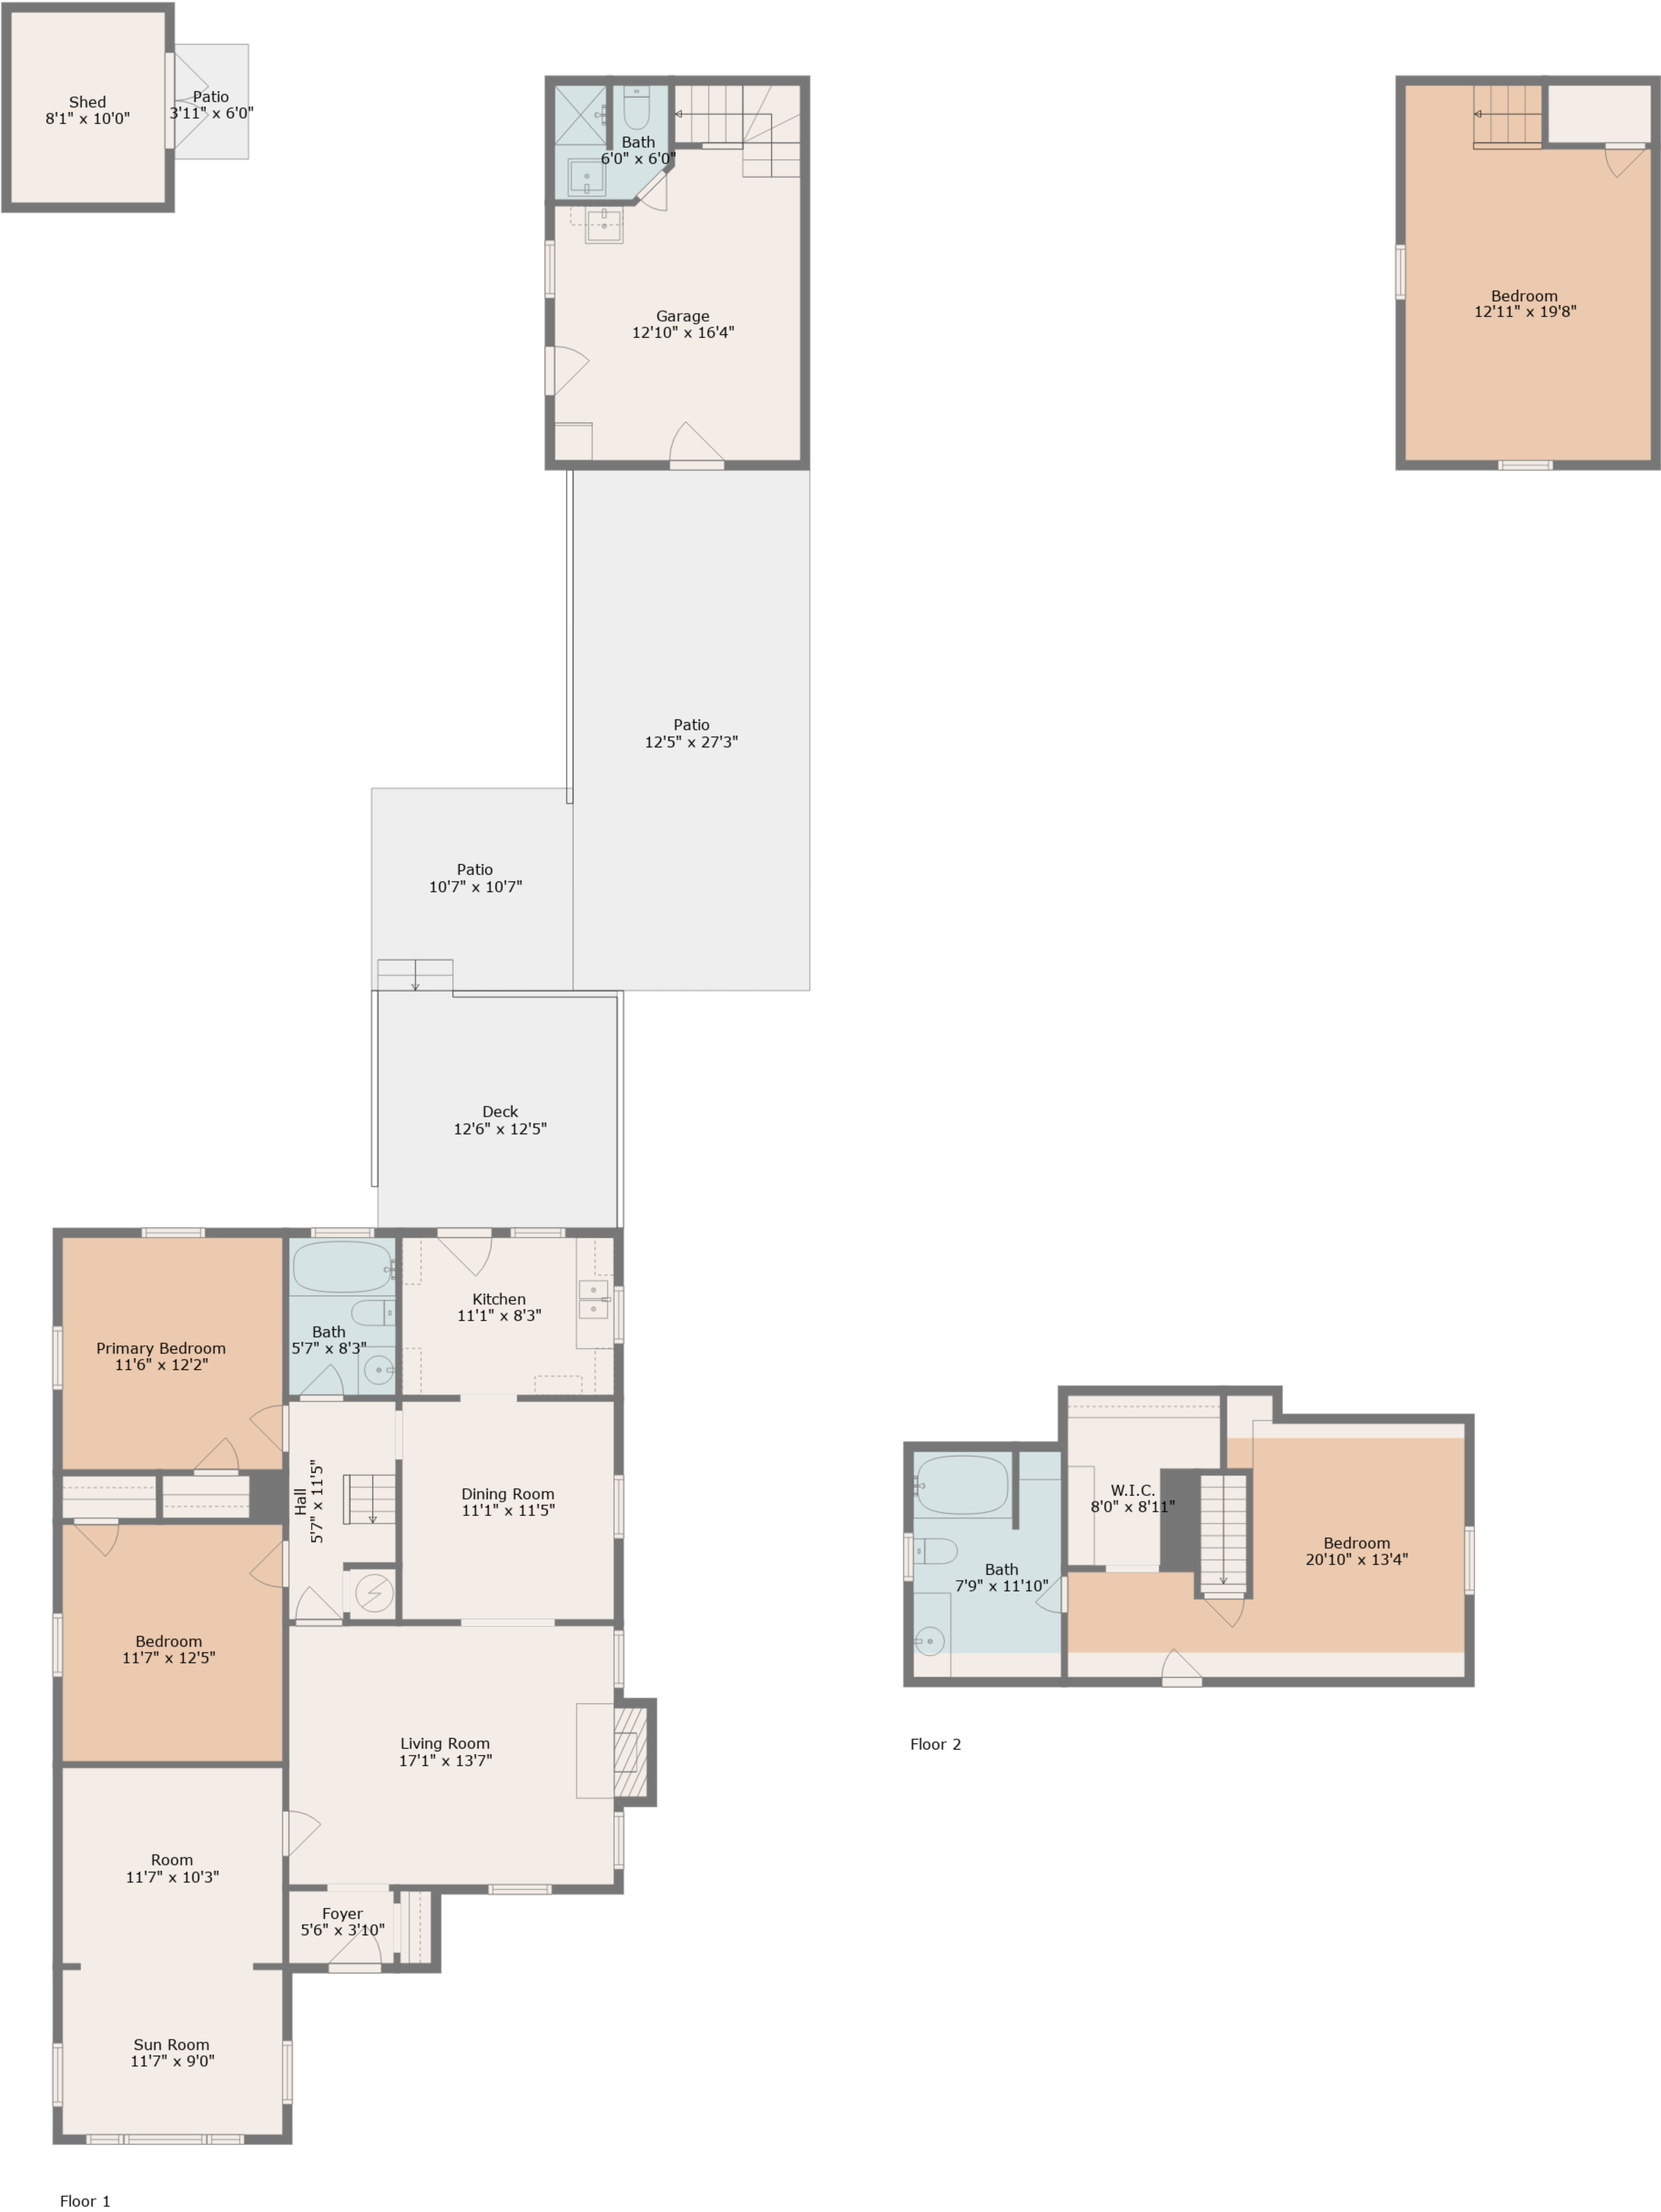 Shed
8'1" x 10'0"
Patio
3'11" x 6'0"
Bath
6'0" x 6'0"
Garage
12'10" x 16'4"
Bedroom
12'11" x 19'8"
Patio
12'5" x 27'3"
Patio
10'7" x 10'7"
Deck
12'6" x 12'5"
Kitchen
11'1" x 8'3"
Bath
5'7" x 8'3"
Primary Bedroom
11'6" x 12'2"
Hall
5'7" x 11'5"
Dining Room
11'1" x 11'5"
Bedroom
11'7" x 12'5"
Living Room
17'1" x 13'7"
Room
11'7" x 10'3"
Foyer
5'6" x 3'10"
Sun Room
11'7" x 9'0"
Floor 1
W.I.C.
8'0" x 8'11"
Bedroom
20'10" x 13'4"
Bath
7'9" x 11'10"
Floor 2